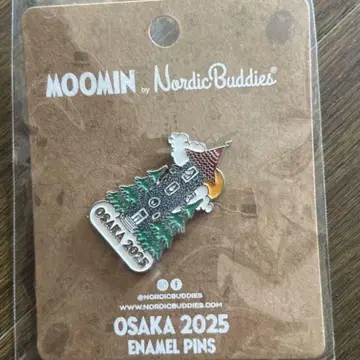 MOOMIN by NordicBuddies®
OSAKA 2025
@NORDICBUDDIES
WWW.NORDICBUDDIES.COM
OSAKA 2025
ENAMEL PINS